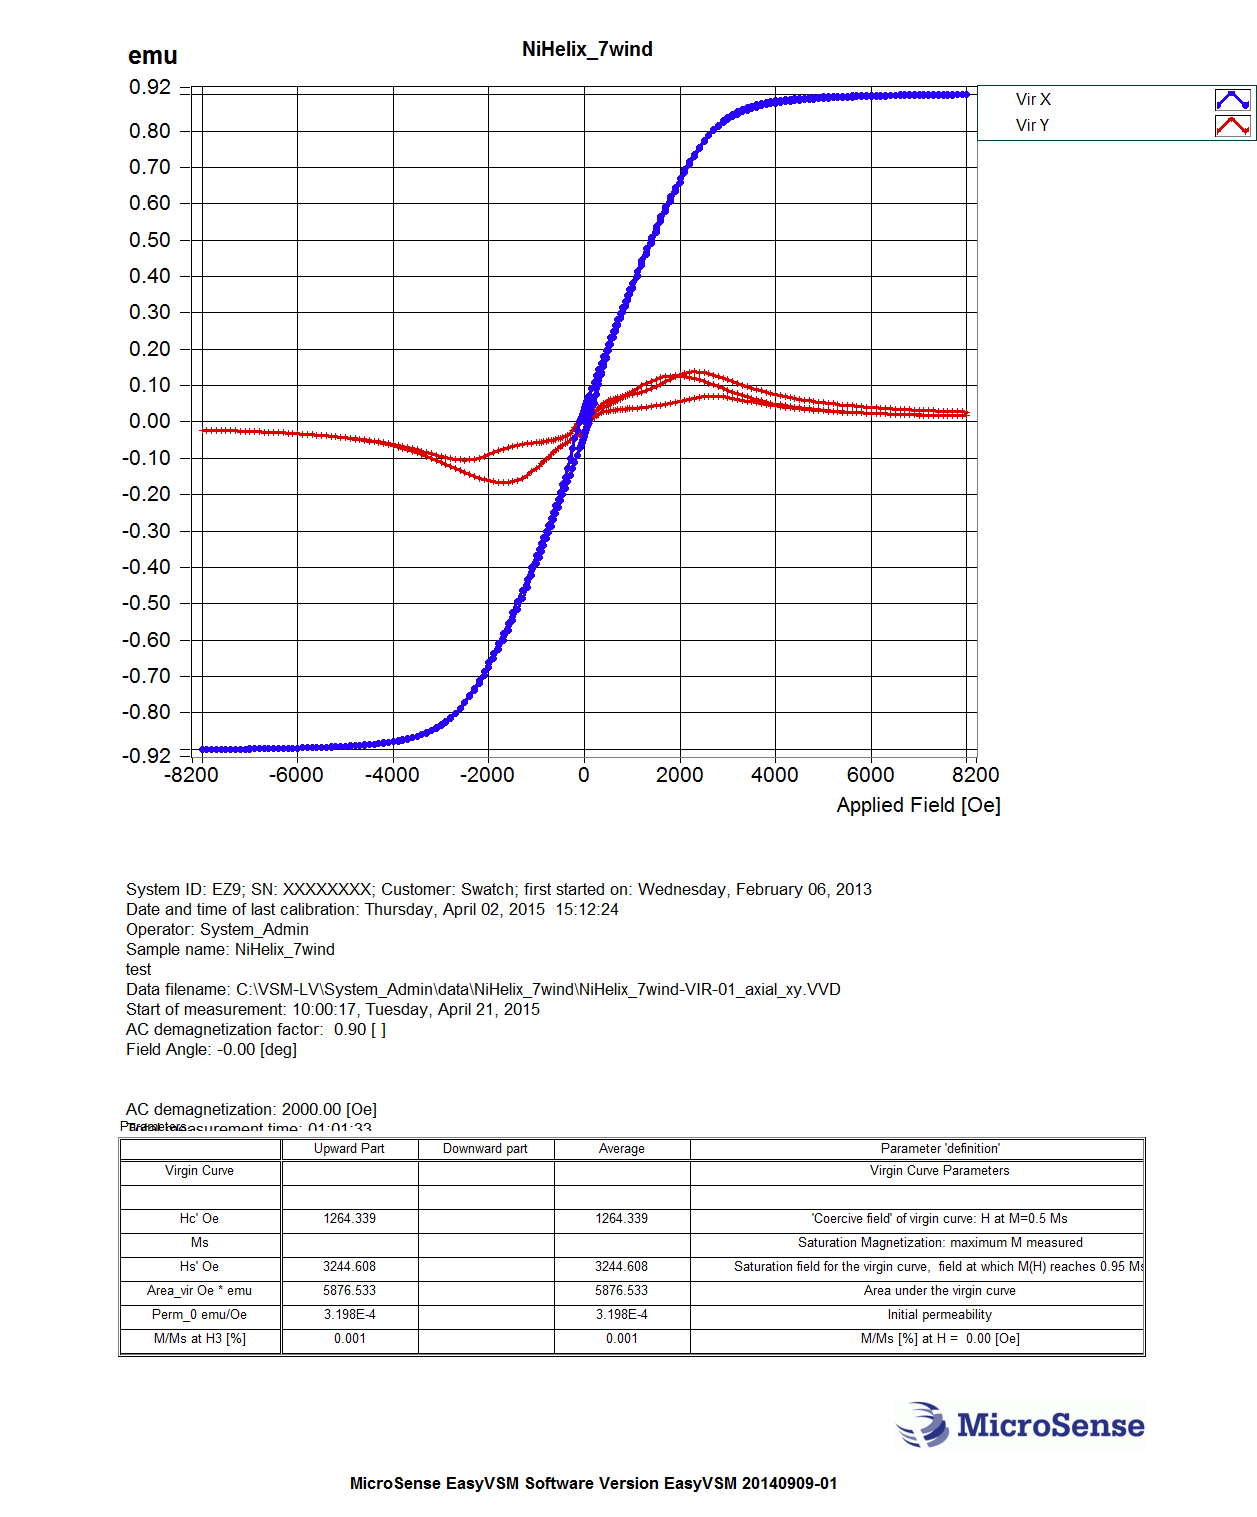 NiHelix_7wind
emu
0.92
0.80
0.70
0.60
0.50
0.40
0.30
0.20
0.10
0.00
-0.10
-0.20
-0.30
-0.40
-0.50
-0.60
-0.70
-0.80
-0.92
-8200 -6000 -4000 -2000 0 2000 4000 6000 8200
Applied Field [Oe]
Vir X
Vir Y
System ID: EZ9; SN: XXXXXXXX; Customer: Swatch; first started on: Wednesday, February 06, 2013
Date and time of last calibration: Thursday, April 02, 2015 15:12:24
Operator: System_Admin
Sample name: NiHelix_7wind
test
Data filename: C:\VSM-LV\System_Admin\data\NiHelix_7wind\NiHelix_7wind-VIR-01_axial_xy.VVD
Start of measurement: 10:00:17, Tuesday, April 21, 2015
AC demagnetization factor: 0.90 [ ]
Field Angle: -0.00 [deg]
AC demagnetization: 2000.00 [Oe]
Total measurement time: 01:01:33
Parameters
Upward Part Downward part Average Parameter 'definition'
Virgin Curve Virgin Curve Parameters
Hc' Oe 1264.339 1264.339 'Coercive field' of virgin curve: H at M=0.5 Ms
Ms Saturation Magnetization: maximum M measured
Hs' Oe 3244.608 3244.608 Saturation field for the virgin curve, field at which M(H) reaches 0.95 Ms
Area_vir Oe * emu 5876.533 5876.533 Area under the virgin curve
Perm_0 emu/Oe 3.198E-4 3.198E-4 Initial permeability
M/Ms at H3 [%] 0.001 0.001 M/Ms [%] at H = 0.00 [Oe]
MicroSense
MicroSense EasyVSM Software Version EasyVSM 20140909-01